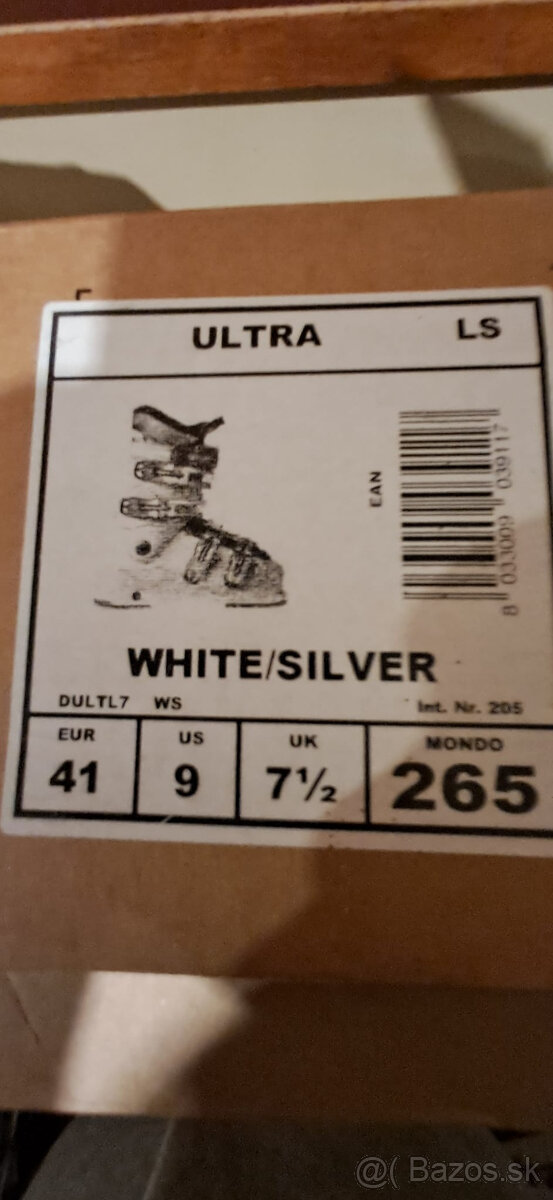 ULTRA LS
EAN
8 033009 039117
WHITE/SILVER
DULTL7 WS Int. Nr. 205
EUR US UK MONDO
41 9 7½ 265
@( Bazos.sk